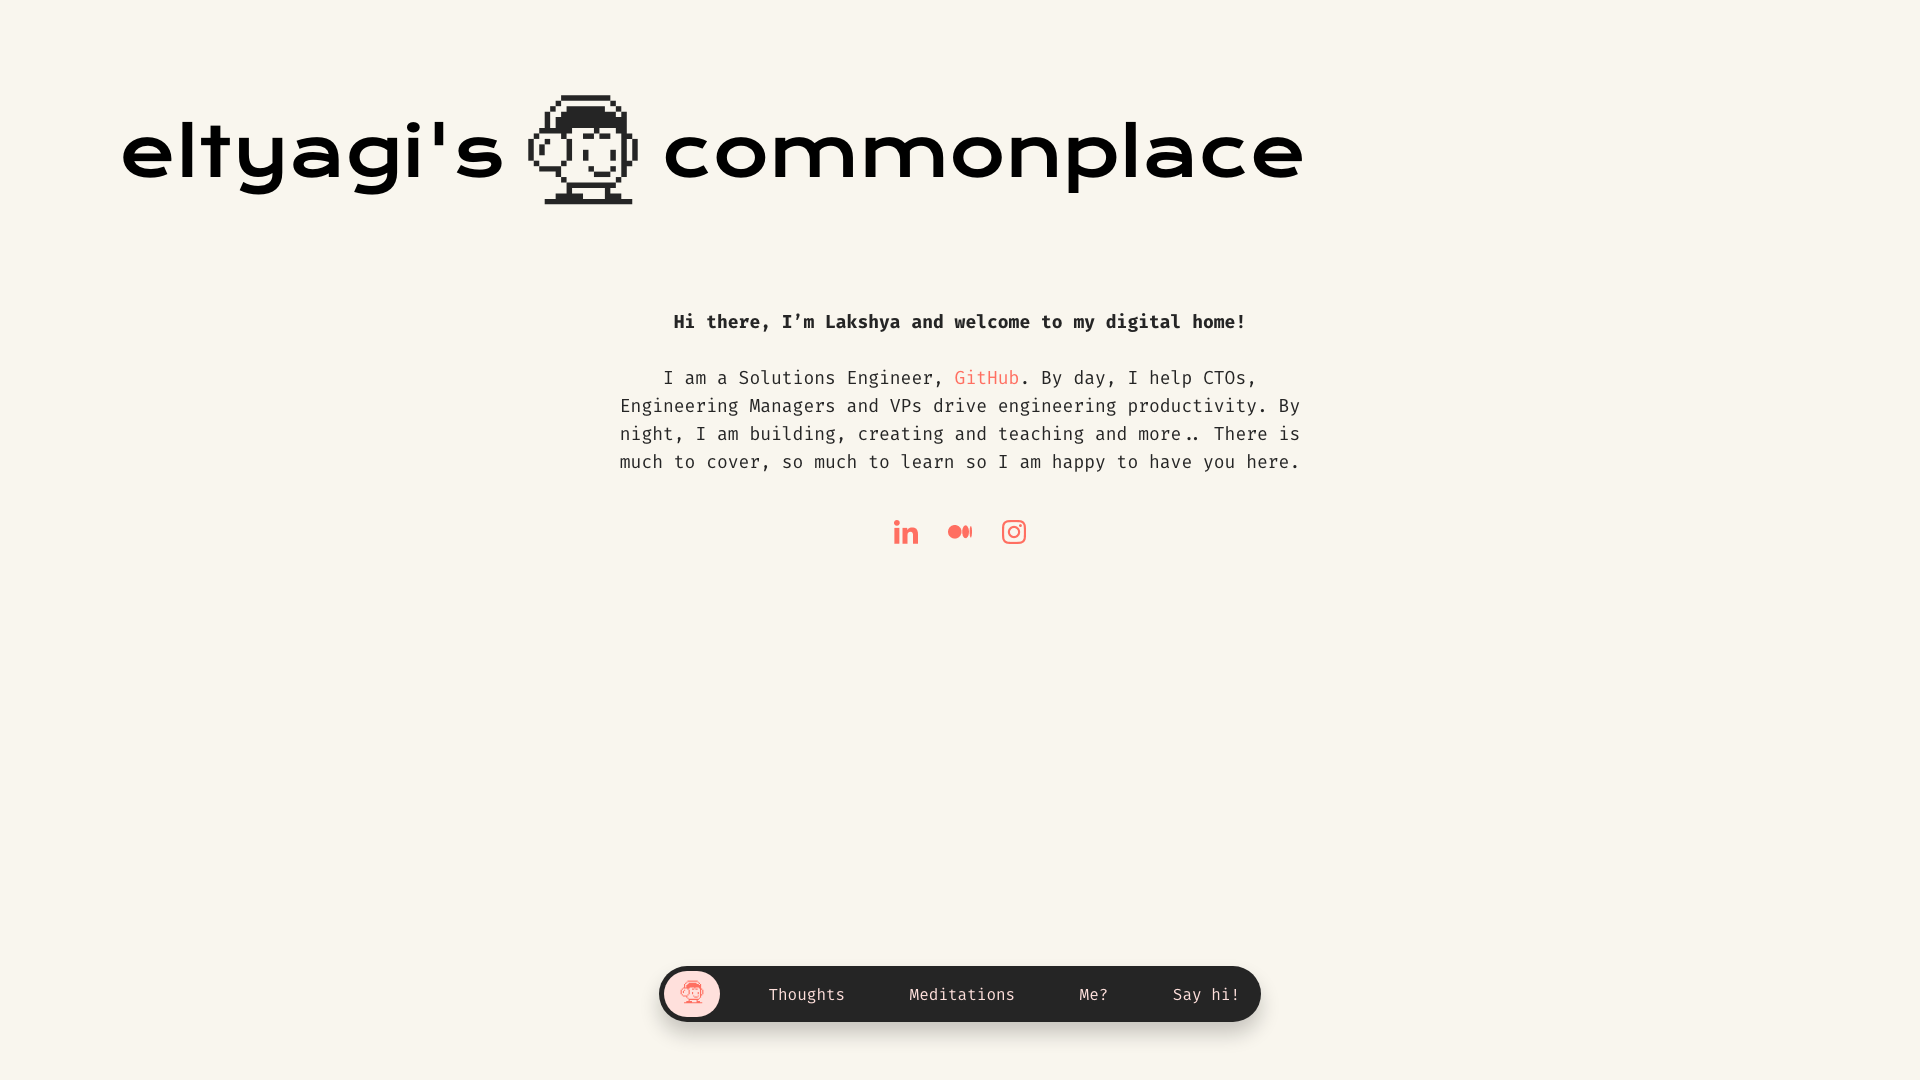 eltyagi's commonplace
Hi there, I’m Lakshya and welcome to my digital home!
I am a Solutions Engineer, GitHub. By day, I help CTOs,
Engineering Managers and VPs drive engineering productivity. By
night, I am building, creating and teaching and more.. There is
much to cover, so much to learn so I am happy to have you here.
in
Thoughts Meditations Me? Say hi!